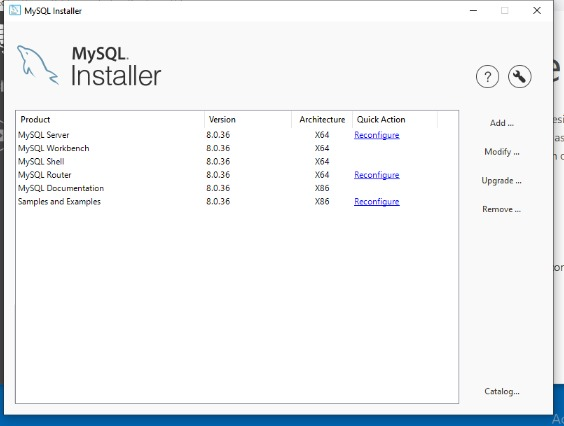 MySQL Installer
MySQL.
Installer
?
Product Version Architecture Quick Action
MySQL Server 8.0.36 X64 Reconfigure
MySQL Workbench 8.0.36 X64
MySQL Shell 8.0.36 X64
MySQL Router 8.0.36 X64 Reconfigure
MySQL Documentation 8.0.36 X86
Samples and Examples 8.0.36 X86 Reconfigure
Add ...
Modify ...
Upgrade ...
Remove ...
Catalog...